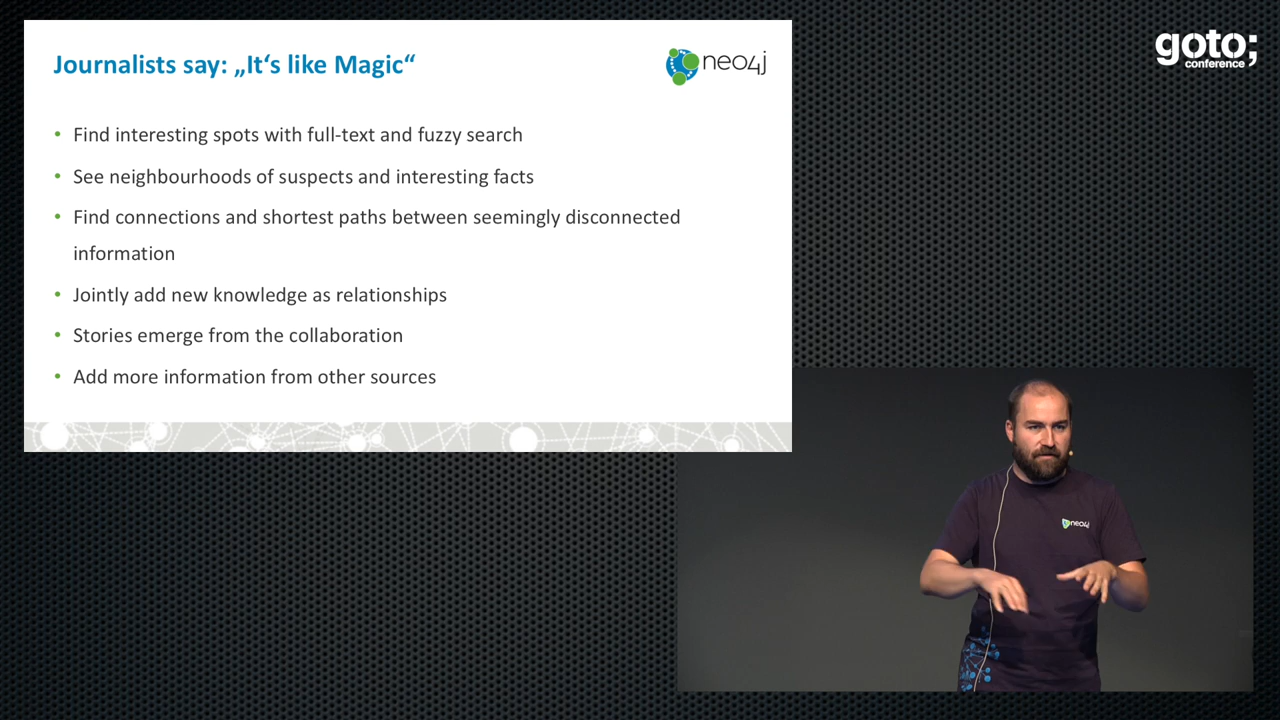 Journalists say: „It‘s like Magic“
neo4j
goto;
conference
• Find interesting spots with full-text and fuzzy search
• See neighbourhoods of suspects and interesting facts
• Find connections and shortest paths between seemingly disconnected
information
• Jointly add new knowledge as relationships
• Stories emerge from the collaboration
• Add more information from other sources
neo4j